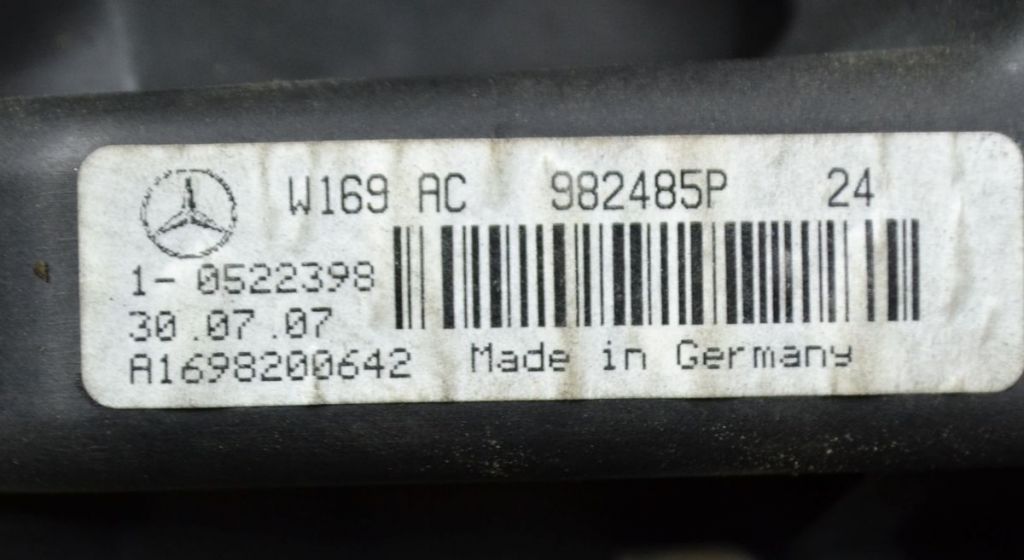 W169 AC 982485P 24
1- 0522398
30.07.07
A1698200642 Made in Germany